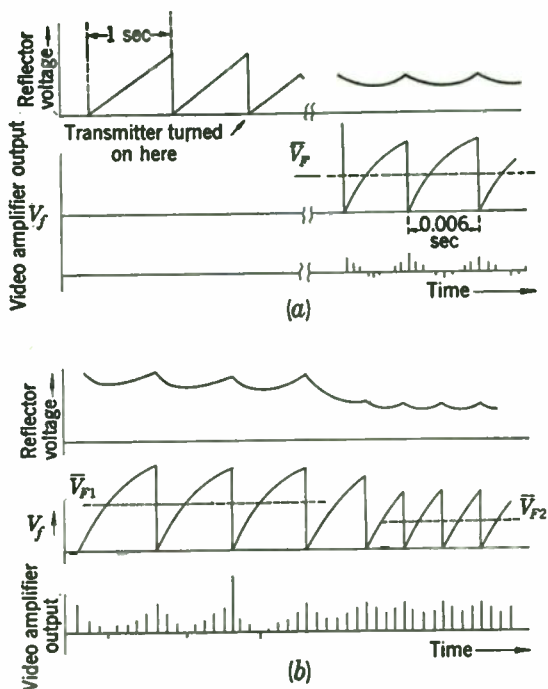 Reflector
voltage→
1 sec
Transmitter turned
on here
V̅F
Vf
0.006
sec
Video amplifier output
Time
(a)
Reflector
voltage→
V̅F1
Vf
V̅F2
Video amplifier
output
Time
(b)